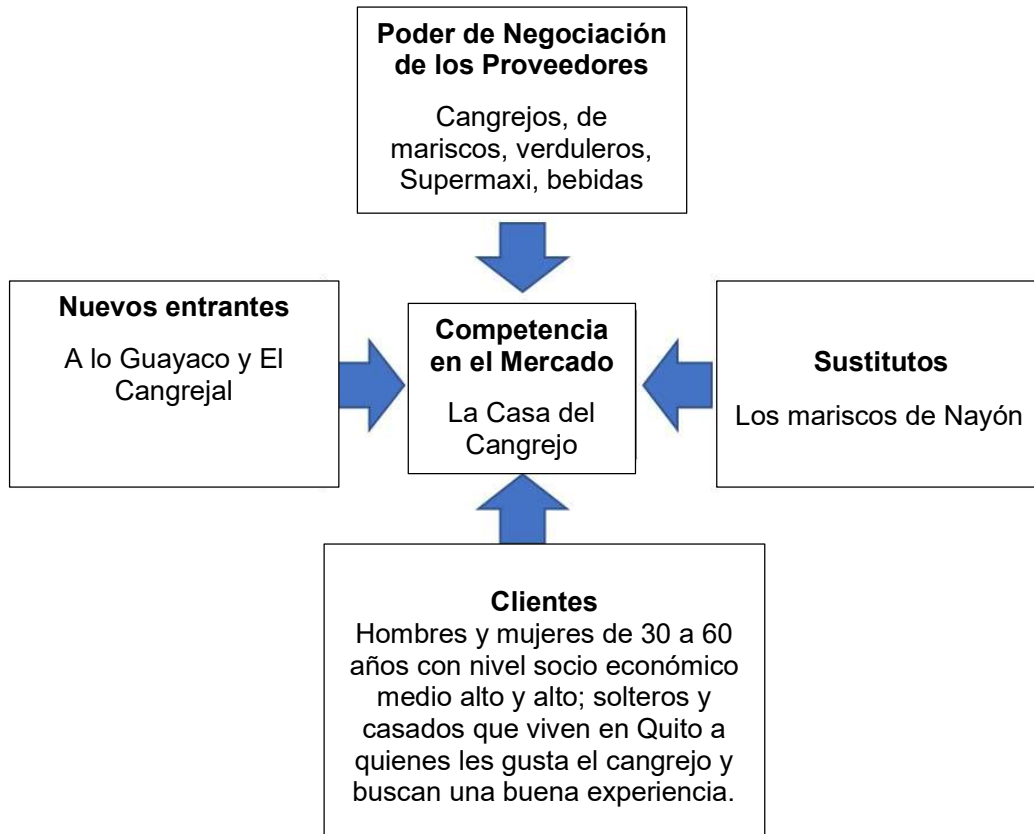 Poder de Negociación
de los Proveedores
Cangrejos, de
mariscos, verduleros,
Supermaxi, bebidas
Nuevos entrantes
A lo Guayaco y El
Cangrejal
Competencia
en el Mercado
La Casa del
Cangrejo
Sustitutos
Los mariscos de Nayón
Clientes
Hombres y mujeres de 30 a 60
años con nivel socio económico
medio alto y alto; solteros y
casados que viven en Quito a
quienes les gusta el cangrejo y
buscan una buena experiencia.